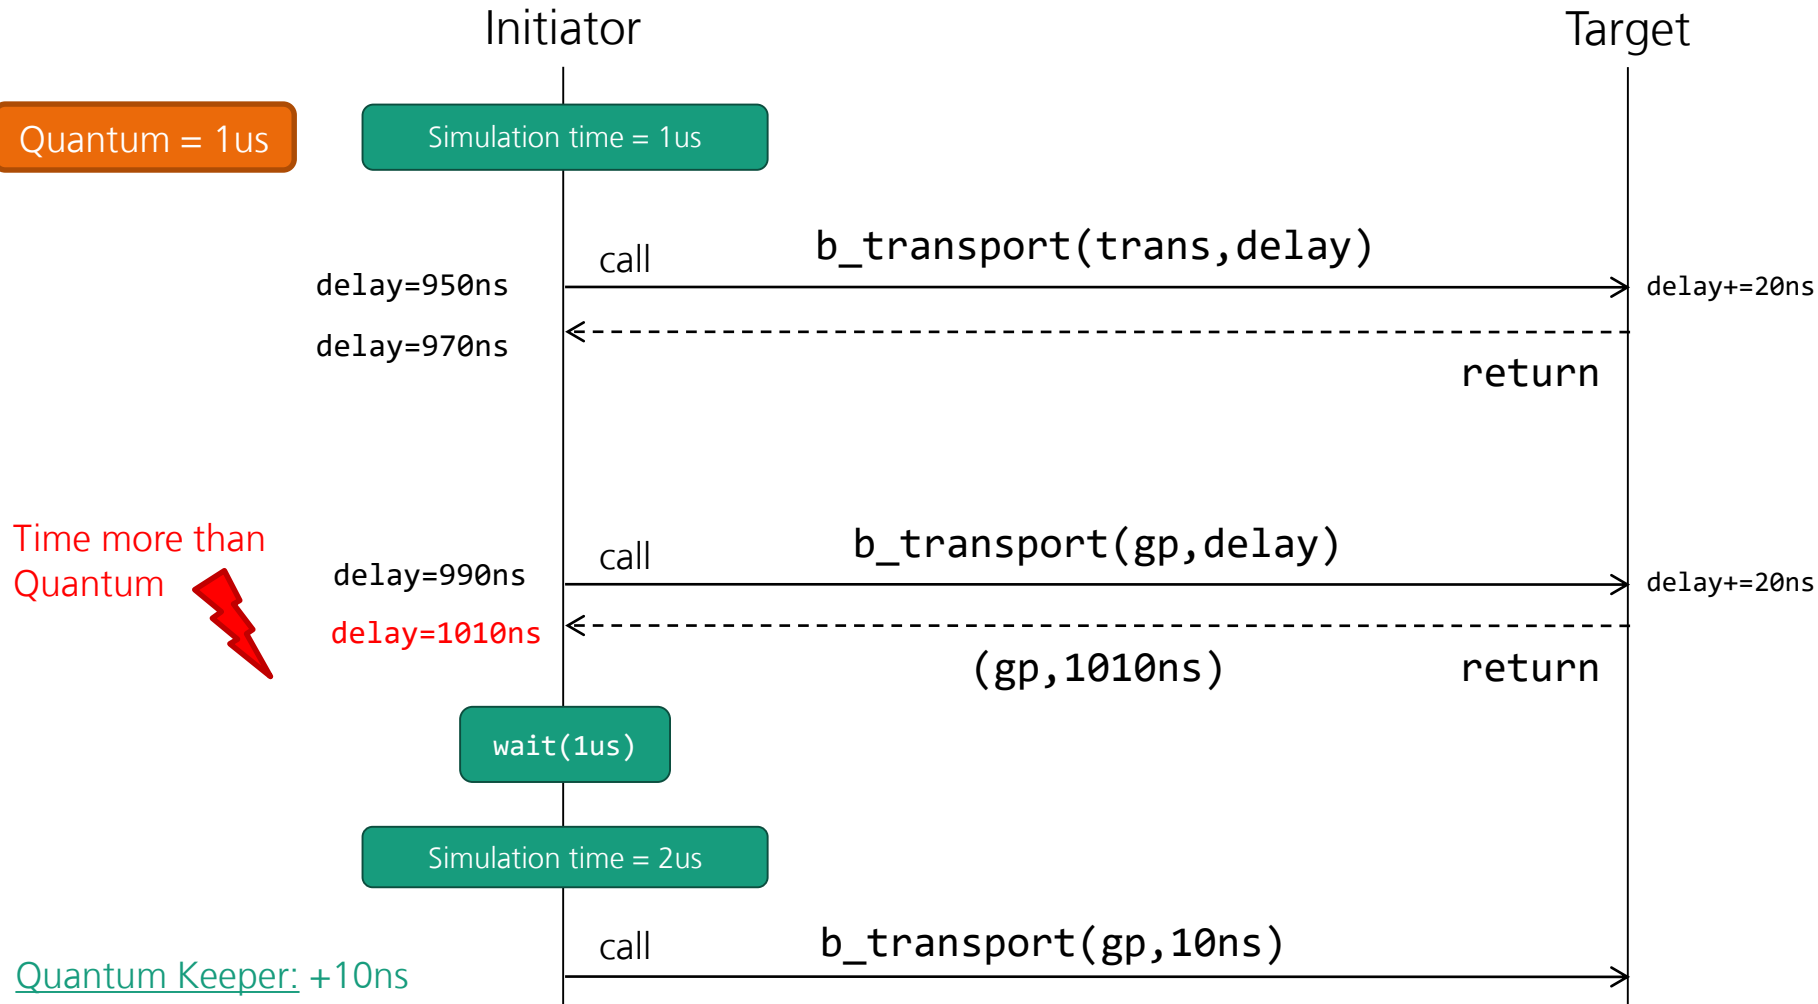 Initiator
Target
Quantum = 1us
Simulation time = 1us
call
b_transport(trans,delay)
delay=950ns
delay+=20ns
delay=970ns
return
Time more than
Quantum
call
b_transport(gp,delay)
delay=990ns
delay+=20ns
delay=1010ns
(gp,1010ns)
return
wait(1us)
Simulation time = 2us
call
b_transport(gp,10ns)
Quantum Keeper: +10ns